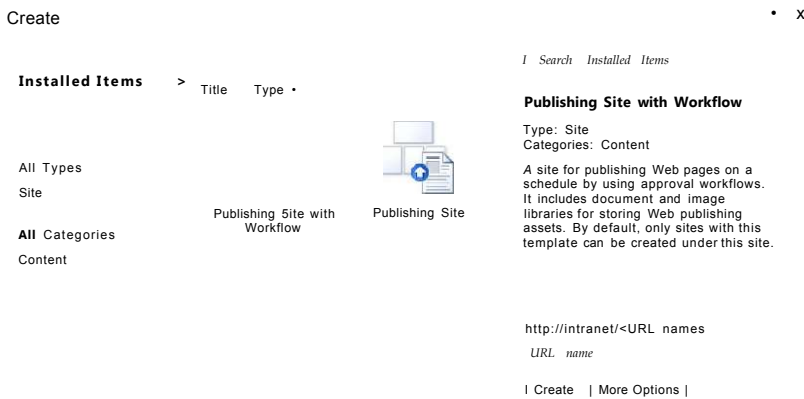 Create
• x
I Search Installed Items
Installed Items >
Title Type •
All Types
Site
All Categories
Content
Publishing 5ite with
Workflow
Publishing Site
Publishing Site with Workflow
Type: Site
Categories: Content
A site for publishing Web pages on a
schedule by using approval workflows.
It includes document and image
libraries for storing Web publishing
assets. By default, only sites with this
template can be created under this site.
http://intranet/<URL names
URL name
I Create | More Options |